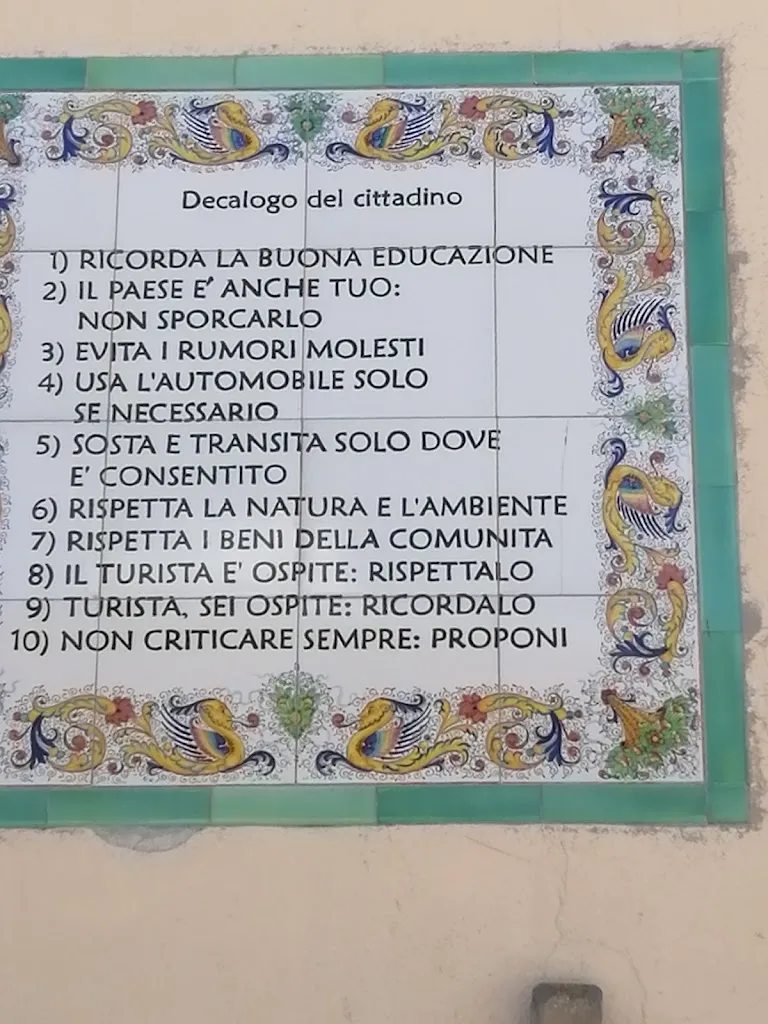 Decalogo del cittadino
1) RICORDA LA BUONA EDUCAZIONE
2) IL PAESE E' ANCHE TUO:
NON SPORCARLO
3) EVITA I RUMORI MOLESTI
4) USA L'AUTOMOBILE SOLO
SE NECESSARIO
5) SOSTA E TRANSITA SOLO DOVE
E' CONSENTITO
6) RISPETTA LA NATURA E L'AMBIENTE
7) RISPETTA I BENI DELLA COMUNITA
8) IL TURISTA E' OSPITE: RISPETTALO
9) TURISTA, SEI OSPITE: RICORDALO
10) NON CRITICARE SEMPRE: PROPONI